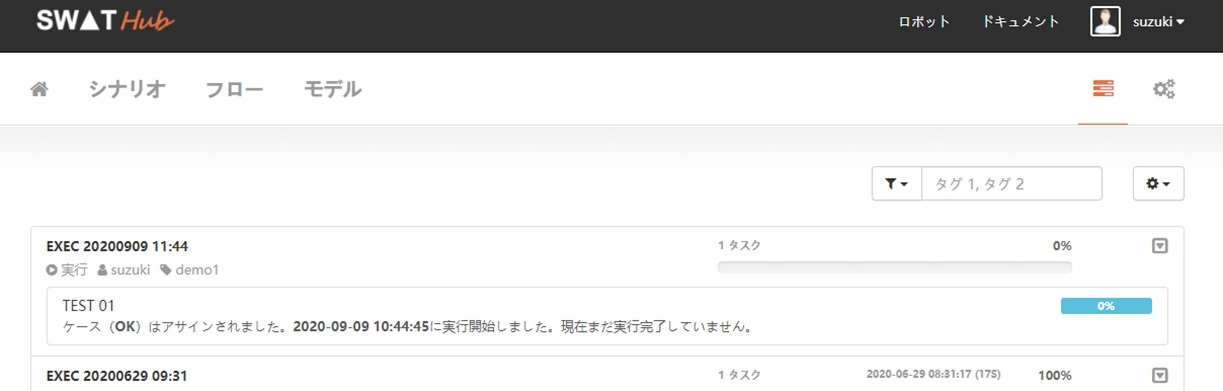 SWAT Hub ロボット ドキュメント suzuki
シナリオ フロー モデル
タグ 1, タグ 2
EXEC 20200909 11:44 1 タスク 0%
実行 suzuki demo1
TEST 01 0%
ケース（OK）はアサインされました。2020-09-09 10:44:45に実行開始しました。現在まだ実行完了していません。
EXEC 20200629 09:31 1 タスク 2020-06-29 08:31:17 (17S) 100%